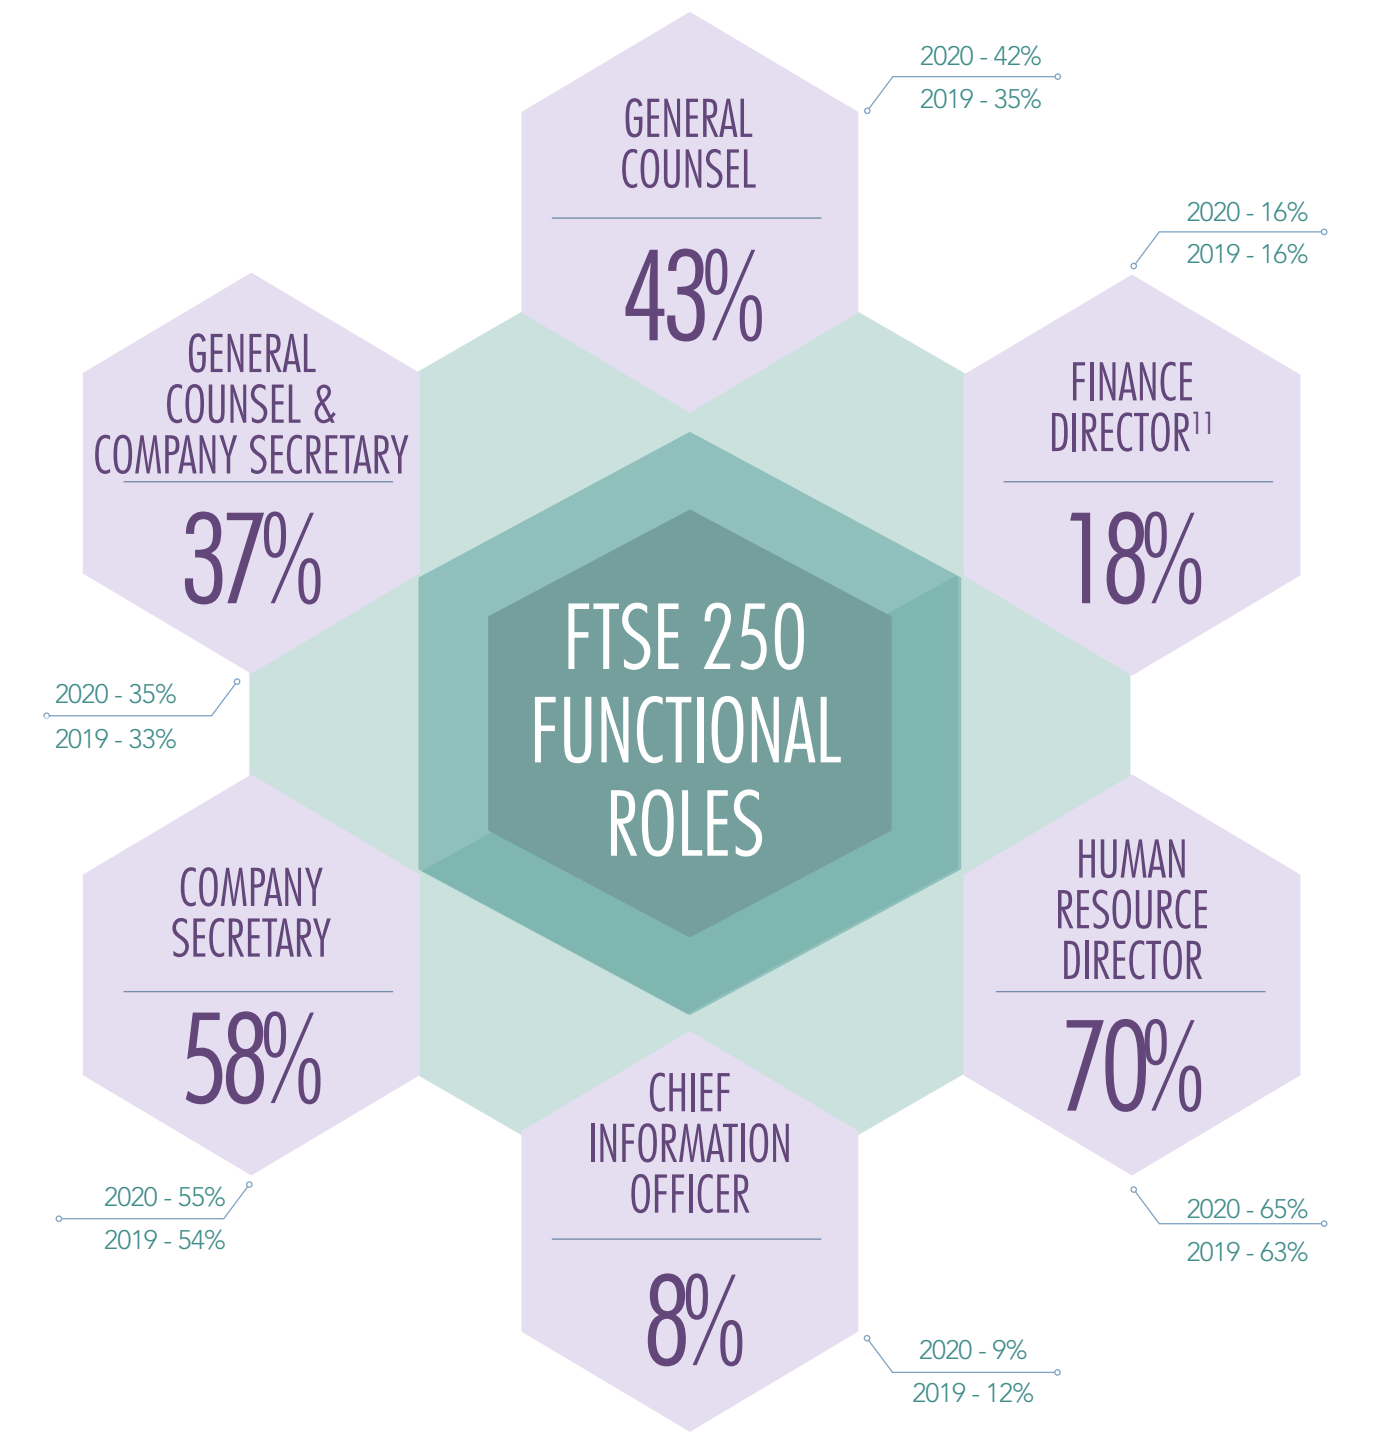 GENERAL
COUNSEL
43%
2020 - 42%
2019 - 35%
FINANCE
DIRECTOR¹¹
18%
2020 - 16%
2019 - 16%
GENERAL
COUNSEL &
COMPANY SECRETARY
37%
2020 - 35%
2019 - 33%
FTSE 250
FUNCTIONAL
ROLES
COMPANY
SECRETARY
58%
2020 - 55%
2019 - 54%
HUMAN
RESOURCE
DIRECTOR
70%
2020 - 65%
2019 - 63%
CHIEF
INFORMATION
OFFICER
8%
2020 - 9%
2019 - 12%